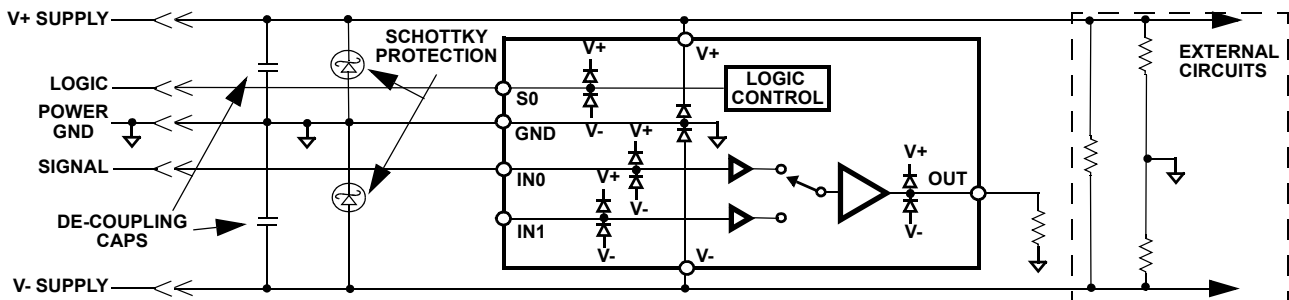 V+ SUPPLY
SCHOTTKY
PROTECTION
V+
V+
EXTERNAL
CIRCUITS
LOGIC
S0
LOGIC
CONTROL
POWER
GND
V-
GND
V+
SIGNAL
IN0
V+
V+
OUT
V-
DE-COUPLING
CAPS
IN1
V-
V-
V-
V- SUPPLY